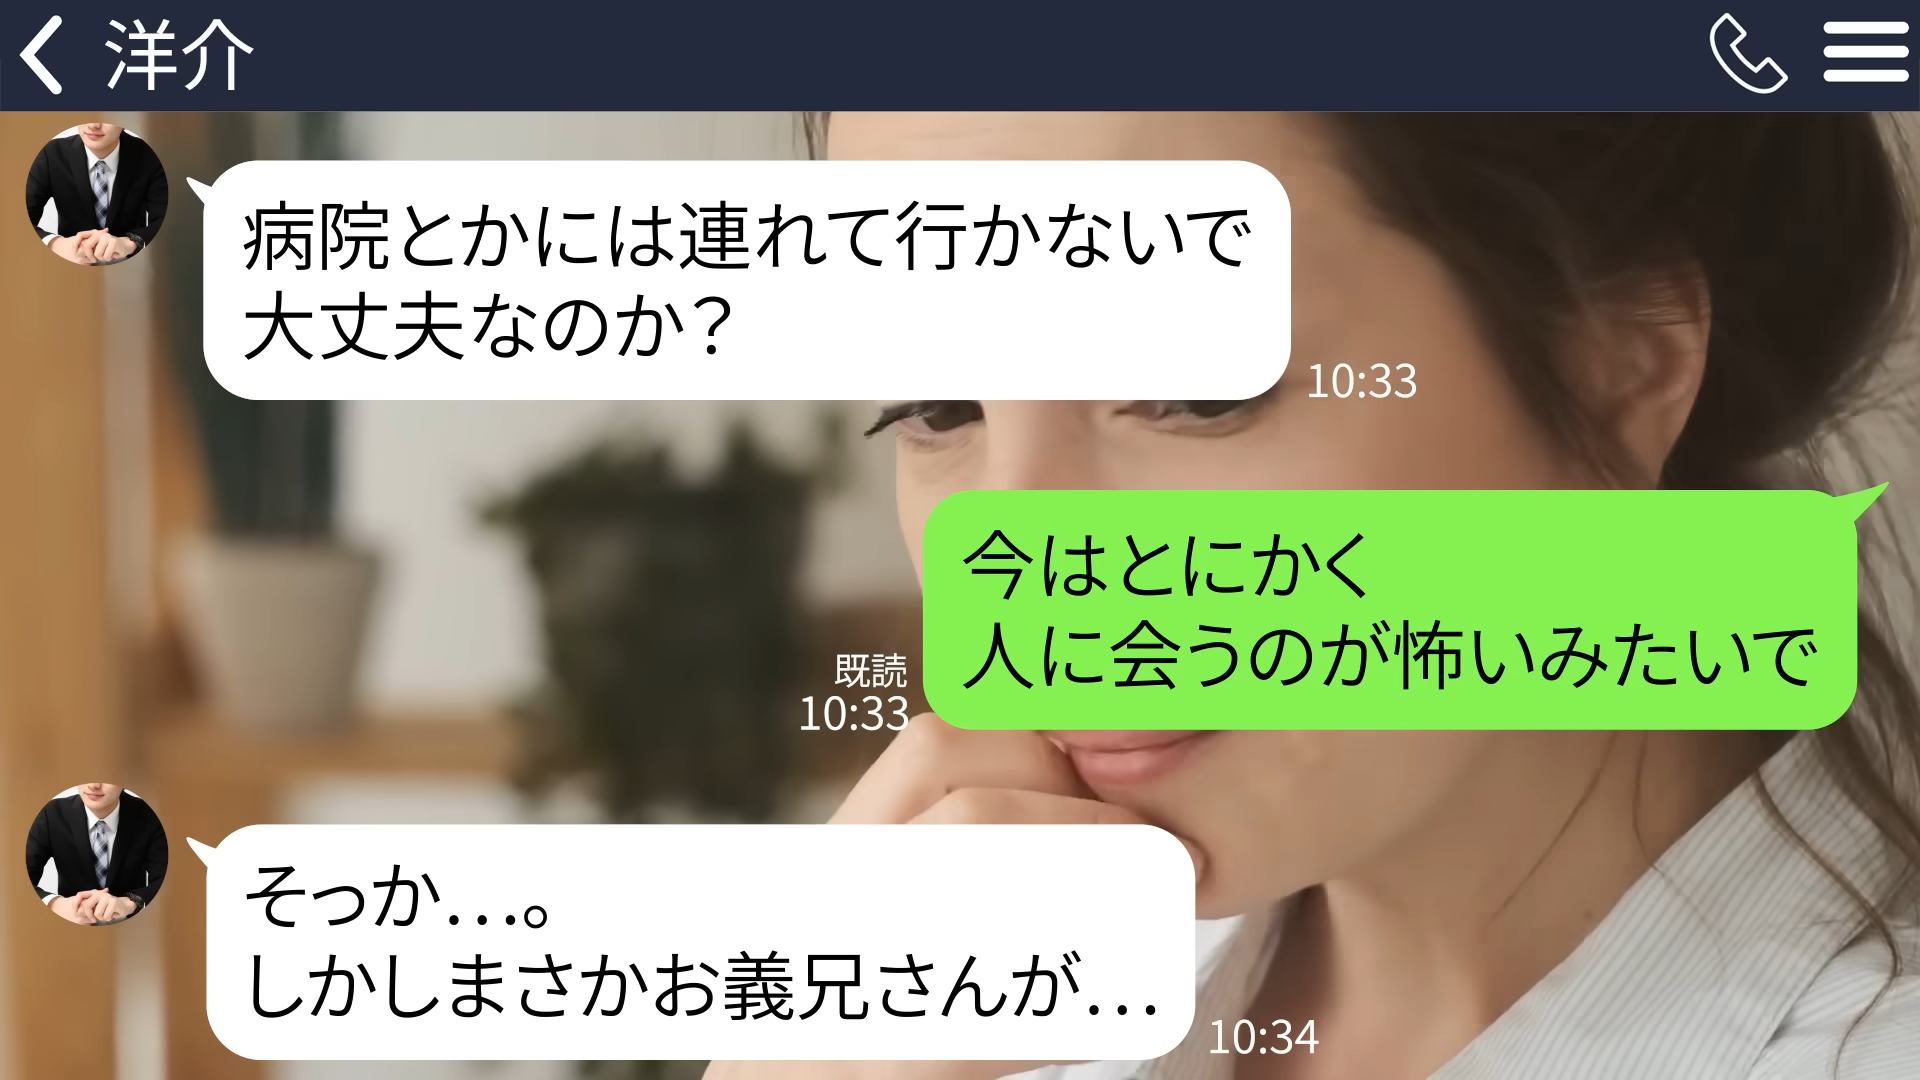 洋介
病院とかには連れて行かないで
大丈夫なのか？
10:33
今はとにかく
人に会うのが怖いみたいで
既読
10:33
そっか…。
しかしまさかお義兄さんが…
10:34